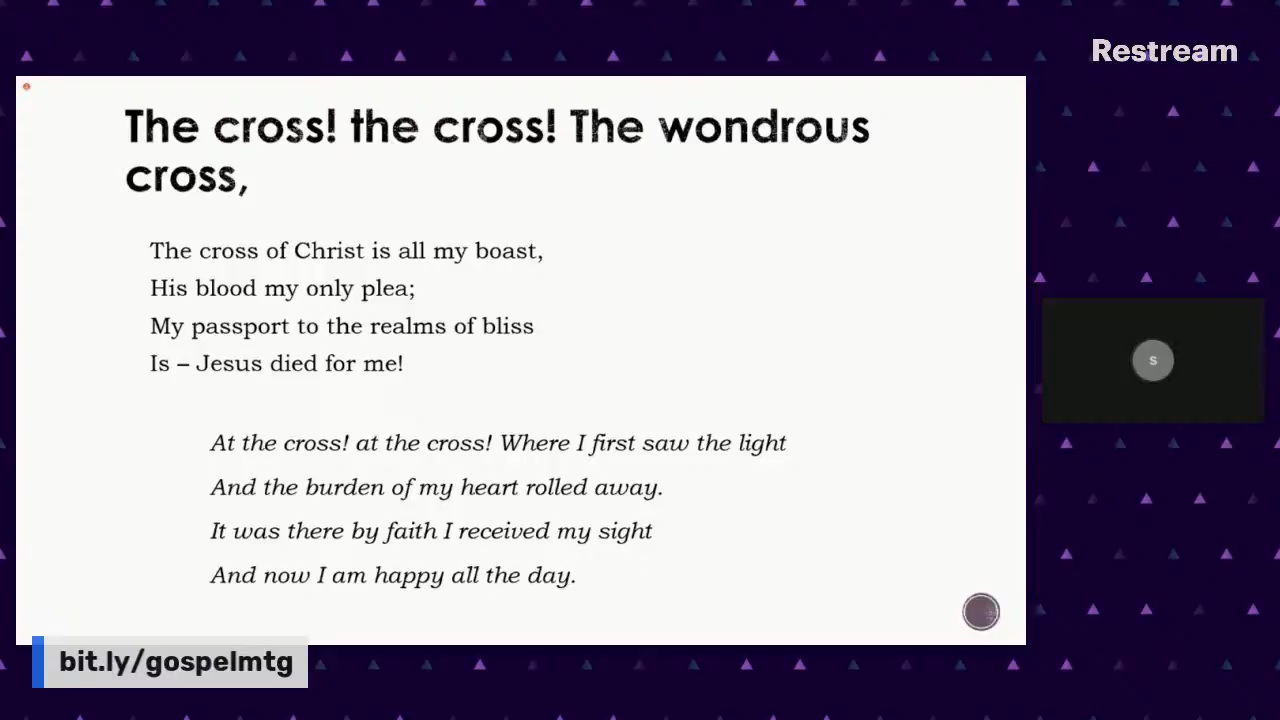 Restream
The cross! the cross! The wondrous
cross,
The cross of Christ is all my boast,
His blood my only plea;
My passport to the realms of bliss
Is – Jesus died for me!
S
At the cross! at the cross! Where I first saw the light
And the burden of my heart rolled away.
It was there by faith I received my sight
And now I am happy all the day.
bit.ly/gospelmtg